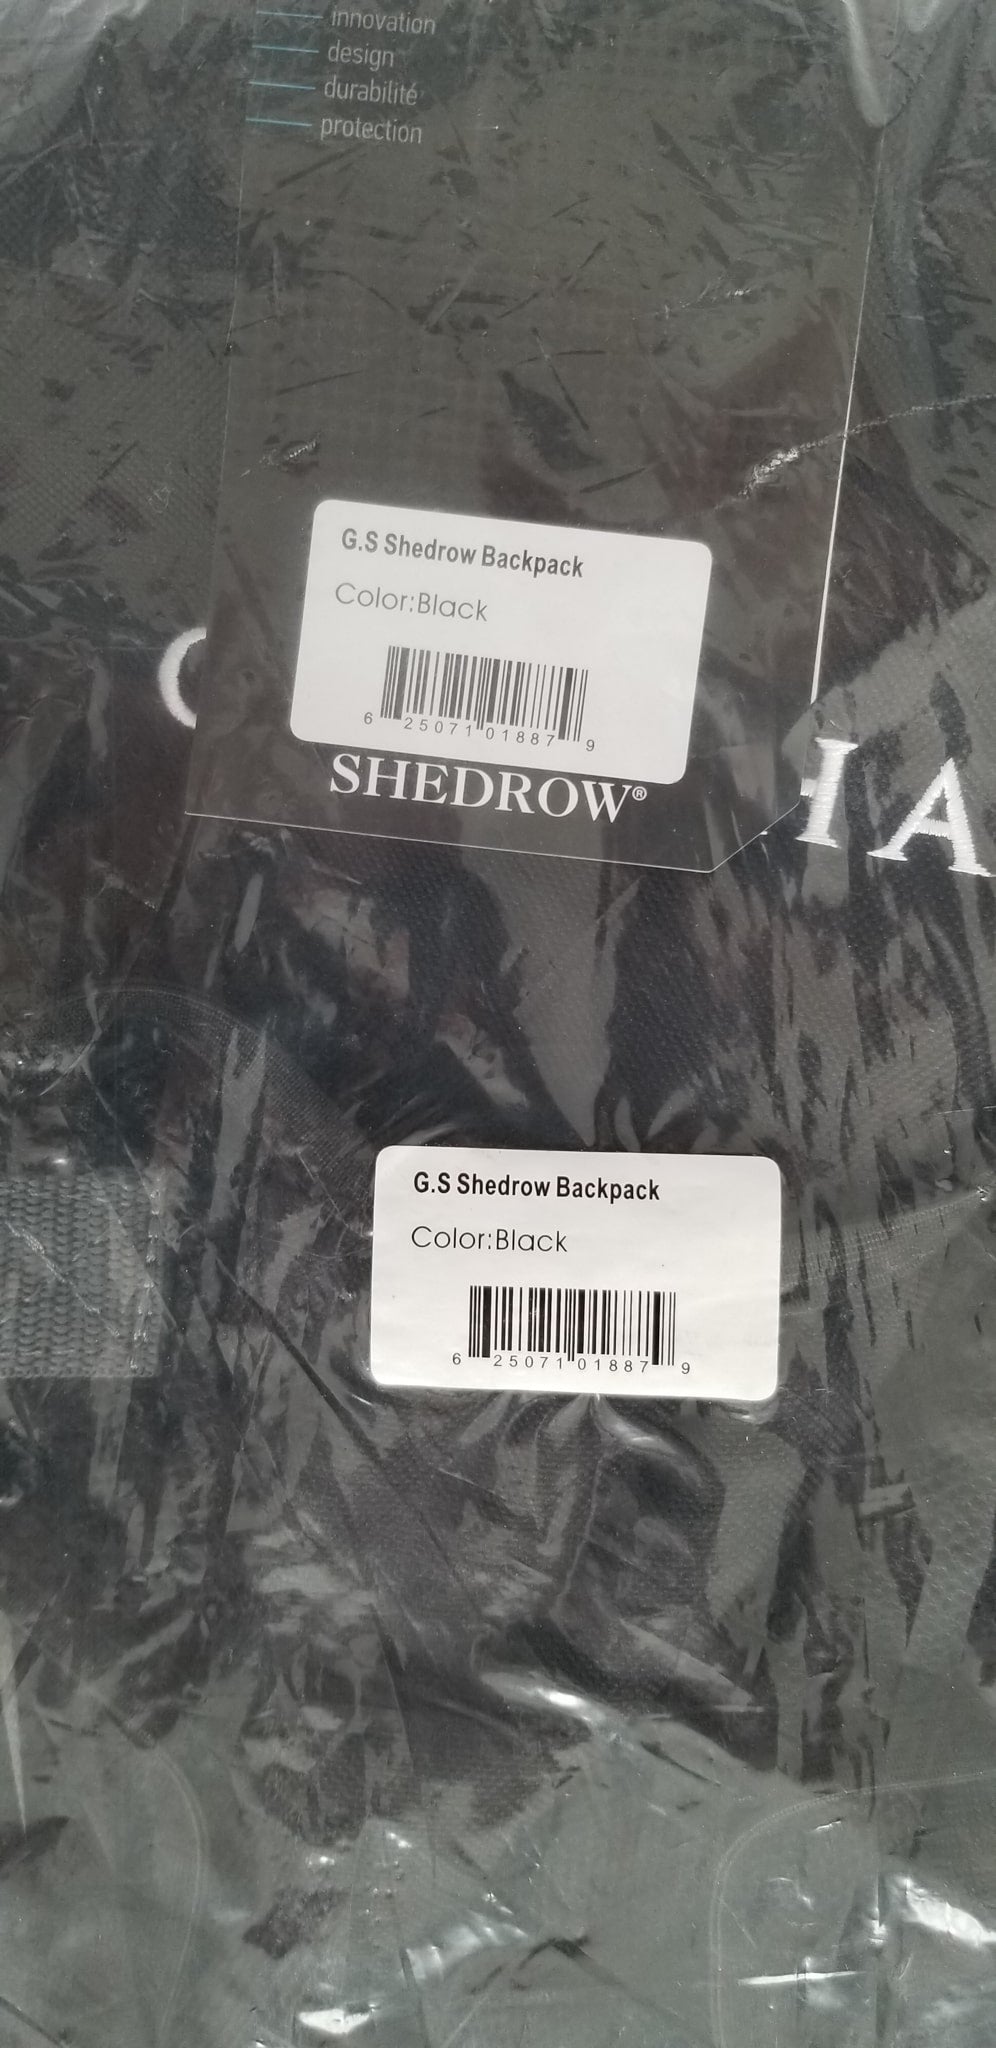 innovation
design
durabilité
protection
G.S Shedrow Backpack
Color:Black
6 25071 01887 9
SHEDROW®
IA
G.S Shedrow Backpack
Color:Black
6 25071 01887 9